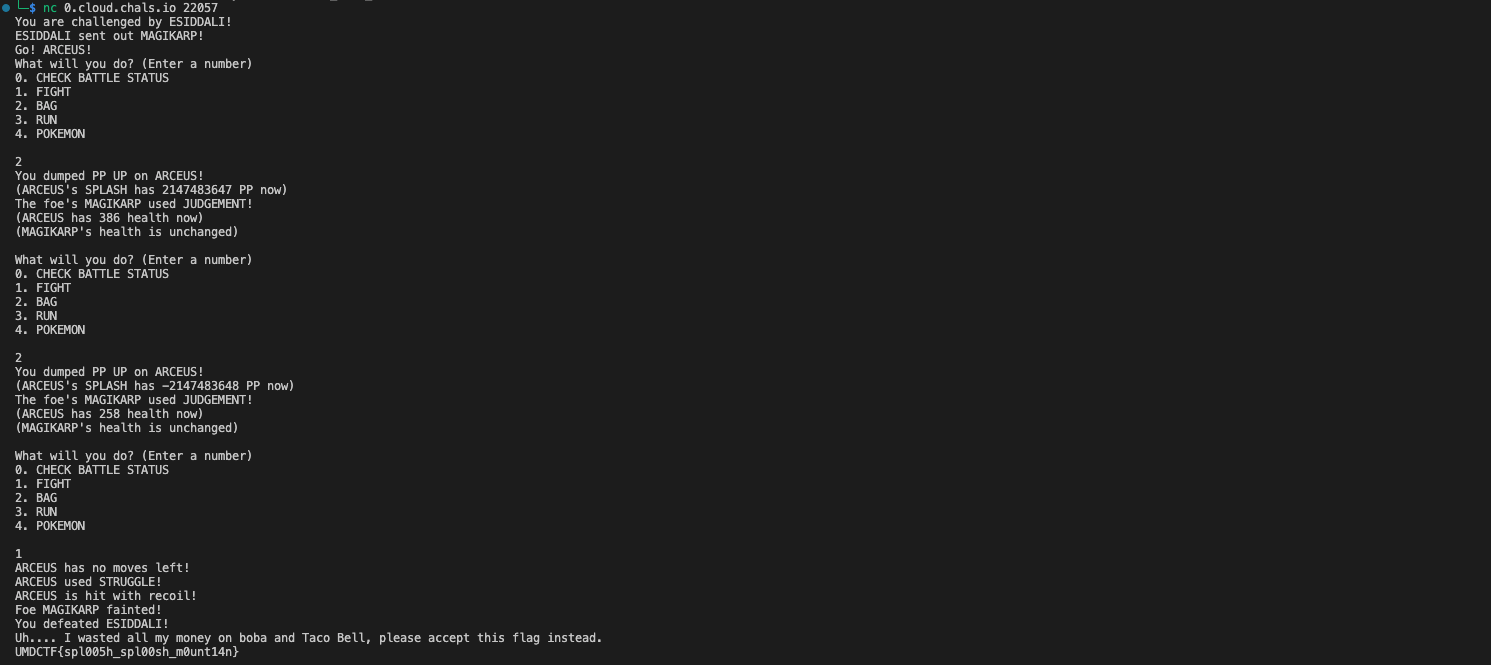 └─$ nc 0.cloud.chals.io 22057
You are challenged by ESIDDALI!
ESIDDALI sent out MAGIKARP!
Go! ARCEUS!
What will you do? (Enter a number)
0. CHECK BATTLE STATUS
1. FIGHT
2. BAG
3. RUN
4. POKEMON
2
You dumped PP UP on ARCEUS!
(ARCEUS's SPLASH has 2147483647 PP now)
The foe's MAGIKARP used JUDGEMENT!
(ARCEUS has 386 health now)
(MAGIKARP's health is unchanged)
What will you do? (Enter a number)
0. CHECK BATTLE STATUS
1. FIGHT
2. BAG
3. RUN
4. POKEMON
2
You dumped PP UP on ARCEUS!
(ARCEUS's SPLASH has -2147483648 PP now)
The foe's MAGIKARP used JUDGEMENT!
(ARCEUS has 258 health now)
(MAGIKARP's health is unchanged)
What will you do? (Enter a number)
0. CHECK BATTLE STATUS
1. FIGHT
2. BAG
3. RUN
4. POKEMON
1
ARCEUS has no moves left!
ARCEUS used STRUGGLE!
ARCEUS is hit with recoil!
Foe MAGIKARP fainted!
You defeated ESIDDALI!
Uh.... I wasted all my money on boba and Taco Bell, please accept this flag instead.
UMDCTF{spl005h_spl00sh_m0unt14n}